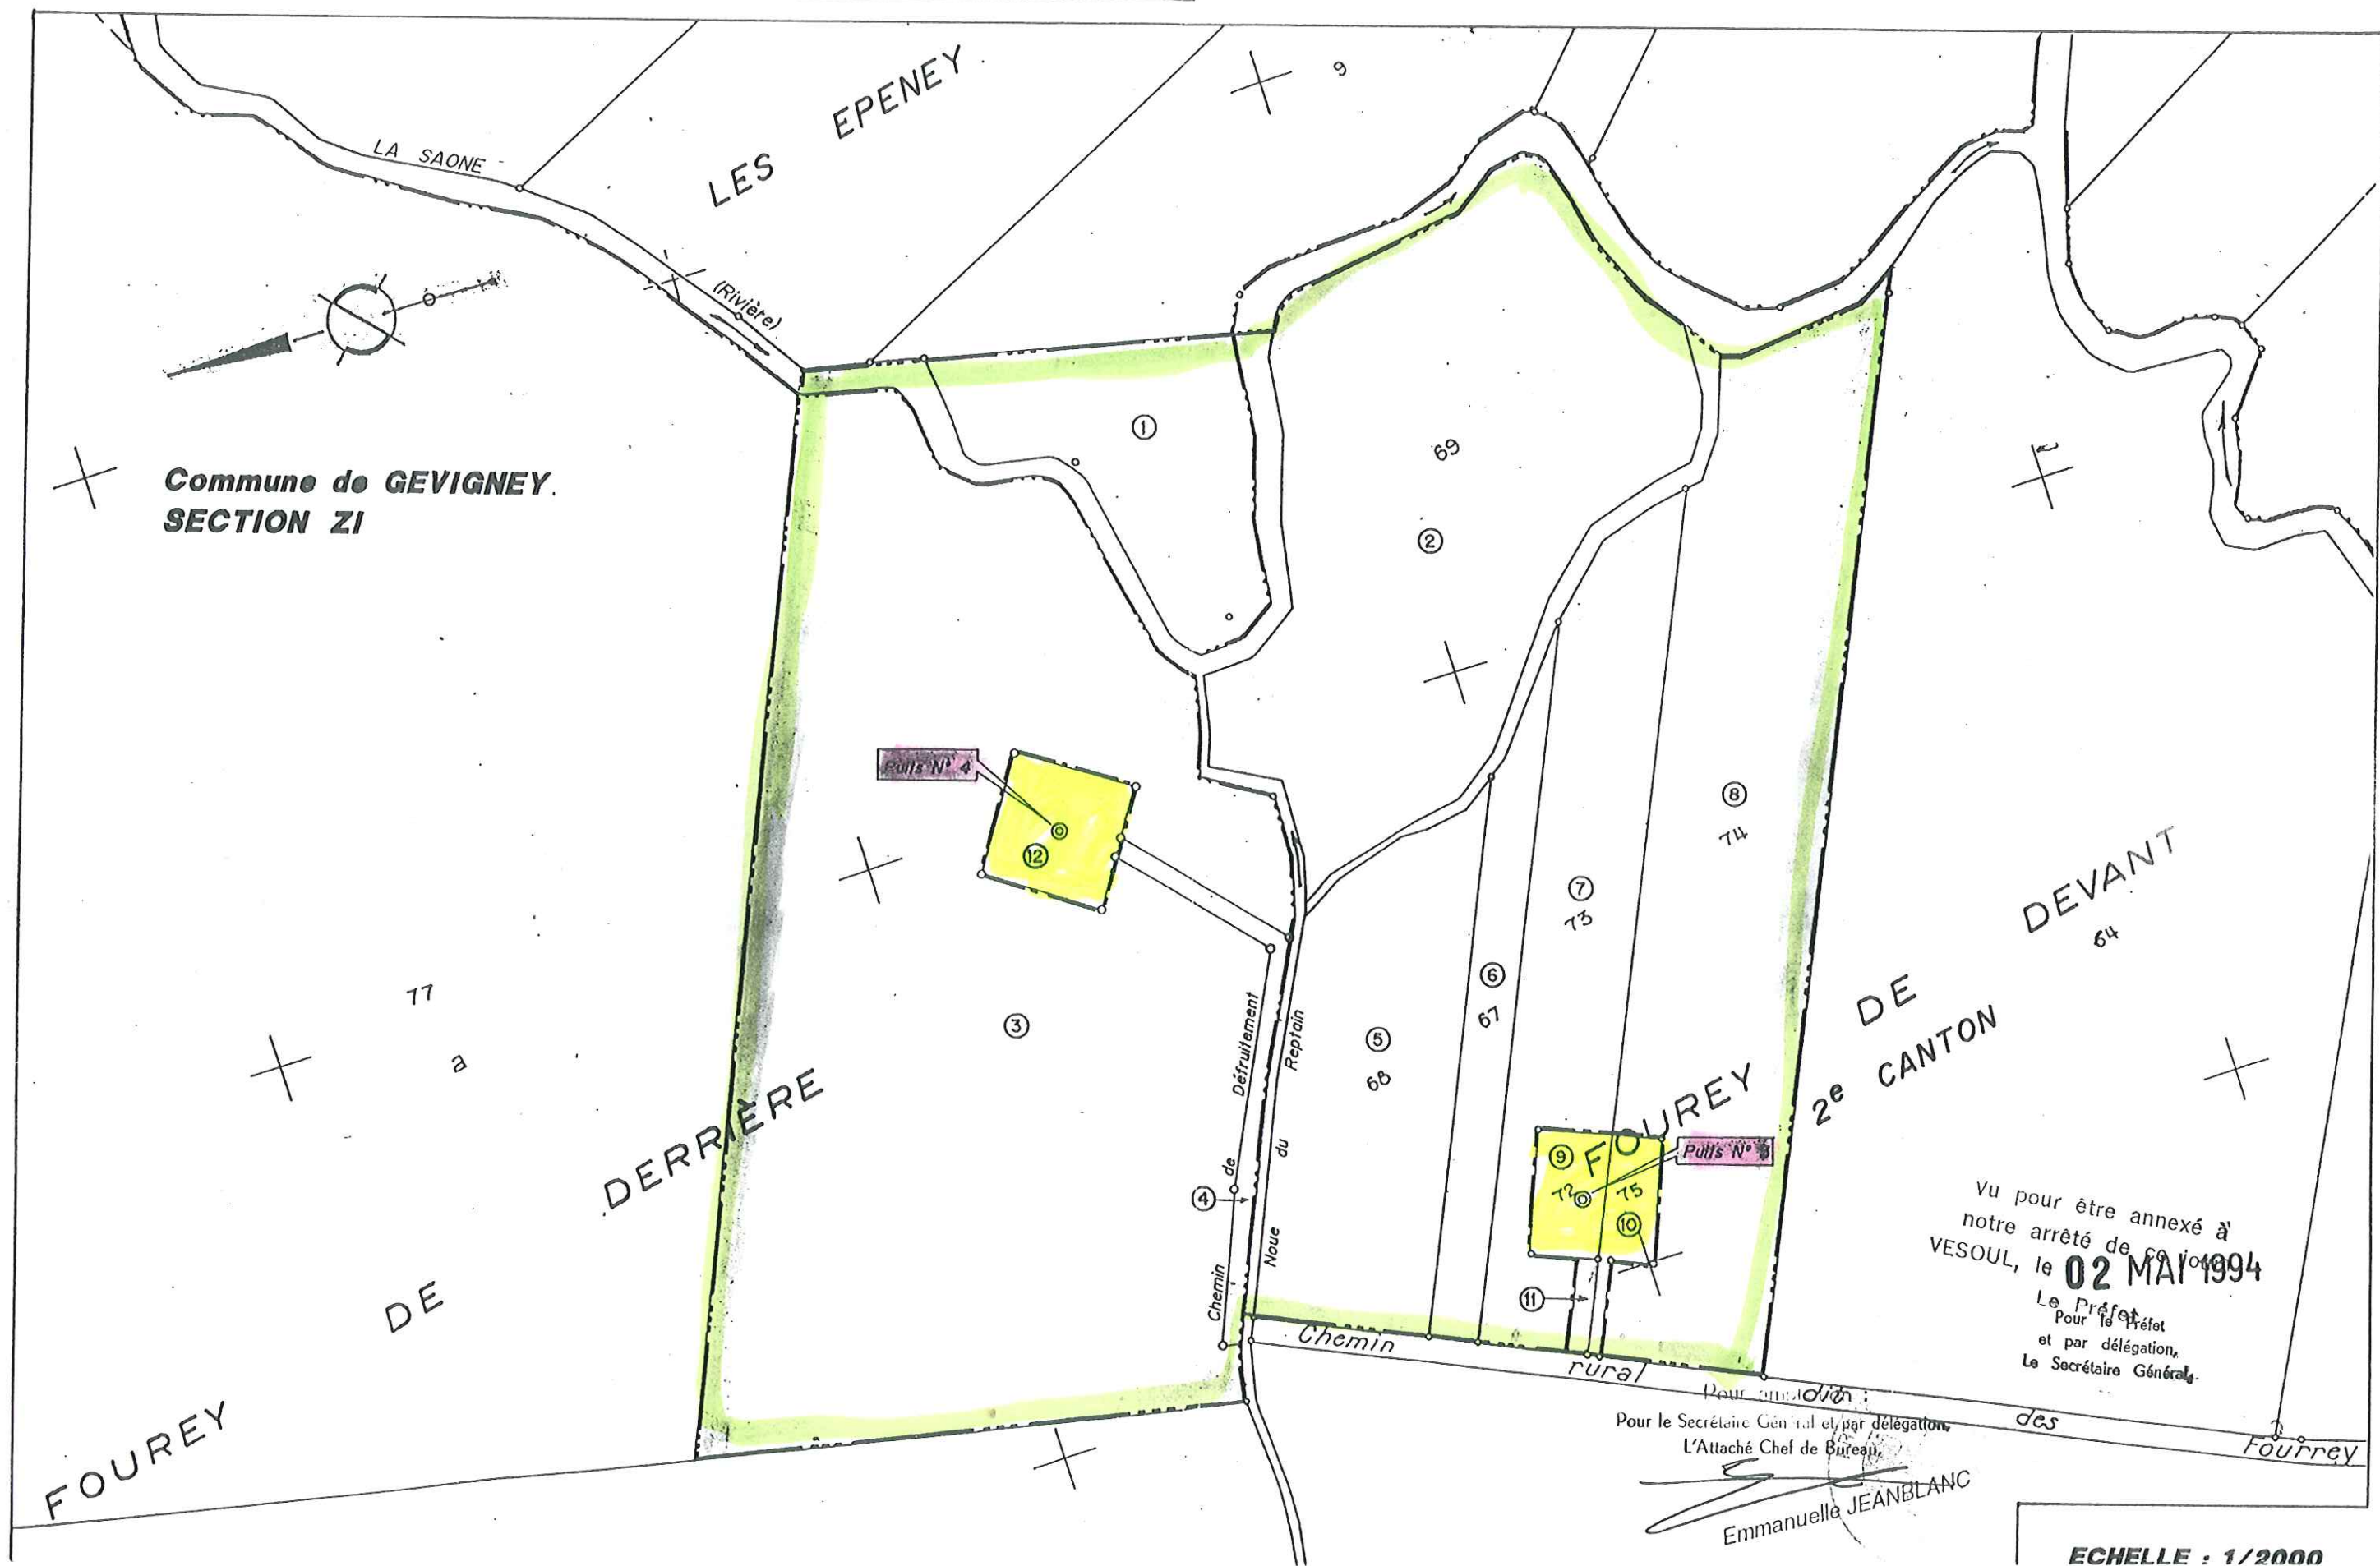 LES EPENEY
9
LA SAONE
(Rivière)
Commune de GEVIGNEY.
SECTION ZI
1
69
2
Puits N° 4
12
8
74
7
73
DEVANT
64
77
a
3
6
67
5
68
DE
2e CANTON
Chemin de Défruitement
Noue du Reptain
4
DERRIÈRE
DE
FOUREY
FOUREY
9
Puits N°
72
75
10
11
Vu pour être annexé à
notre arrêté de ce jour
VESOUL, le 02 MAI 1994
Le Préfet
Pour le Préfet
et par délégation,
Le Secrétaire Général,
Chemin rural des Fourrey
Pour
Pour le Secrétaire Général et par délégation,
L'Attaché Chef de Bureau,
Emmanuelle JEANBLANC
ECHELLE : 1/2000